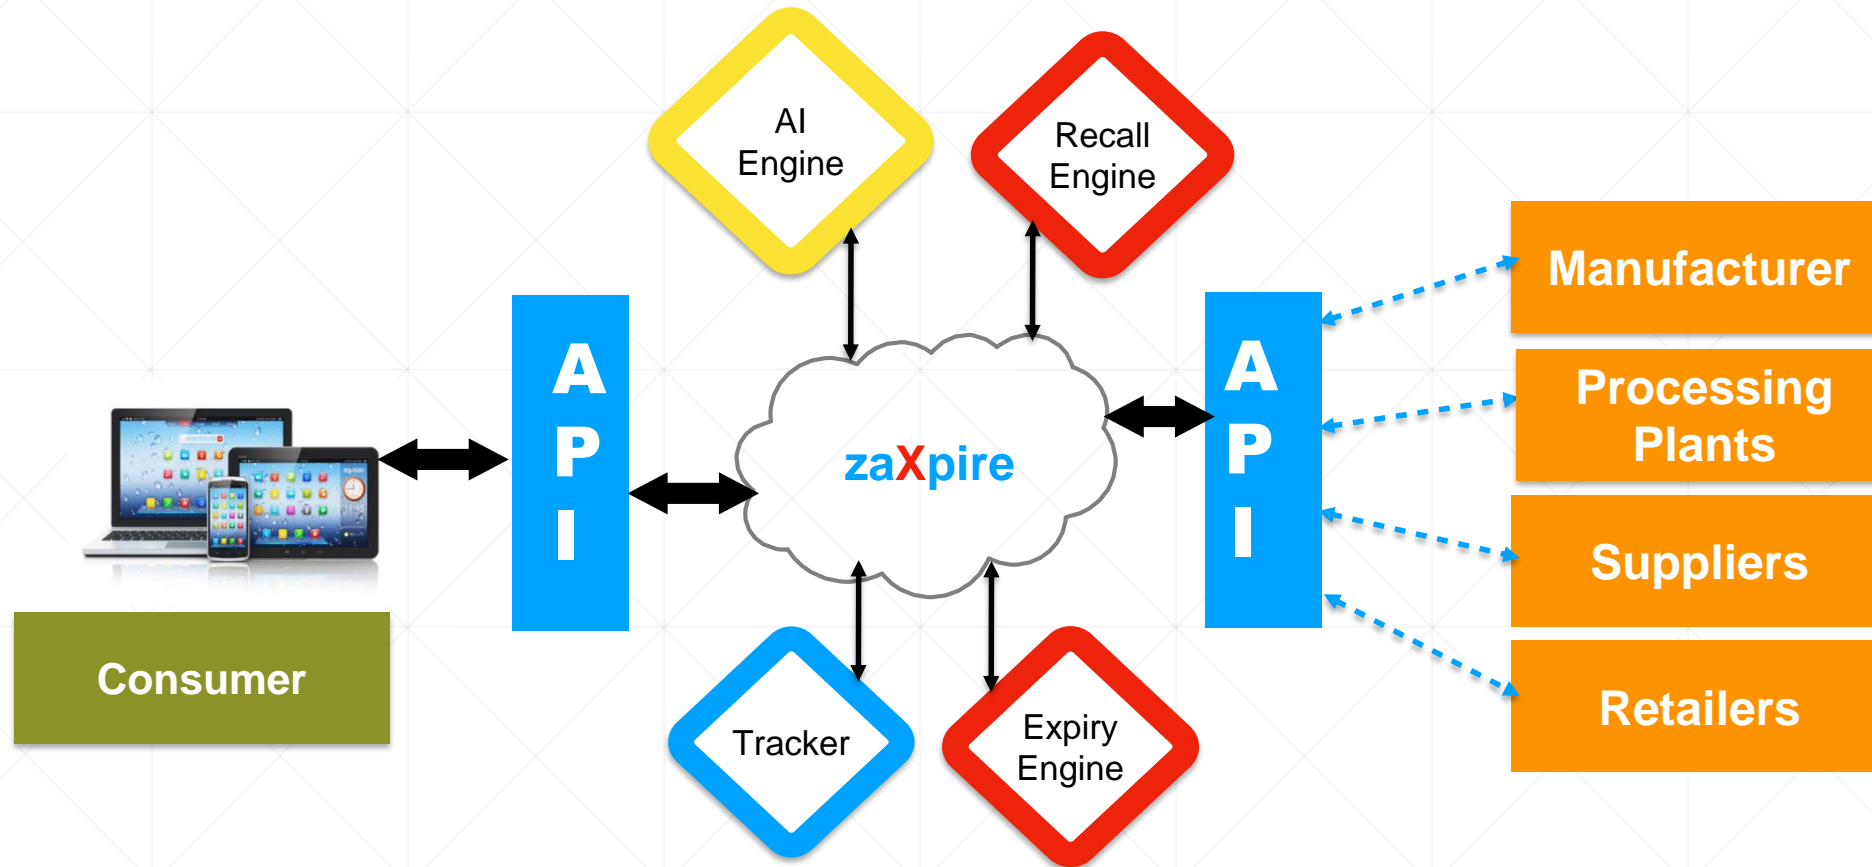 AI
Engine
Recall
Engine
Manufacturer
A
P
I
A
P
I
Processing
Plants
zaXpire
Suppliers
Consumer
Tracker
Expiry
Engine
Retailers